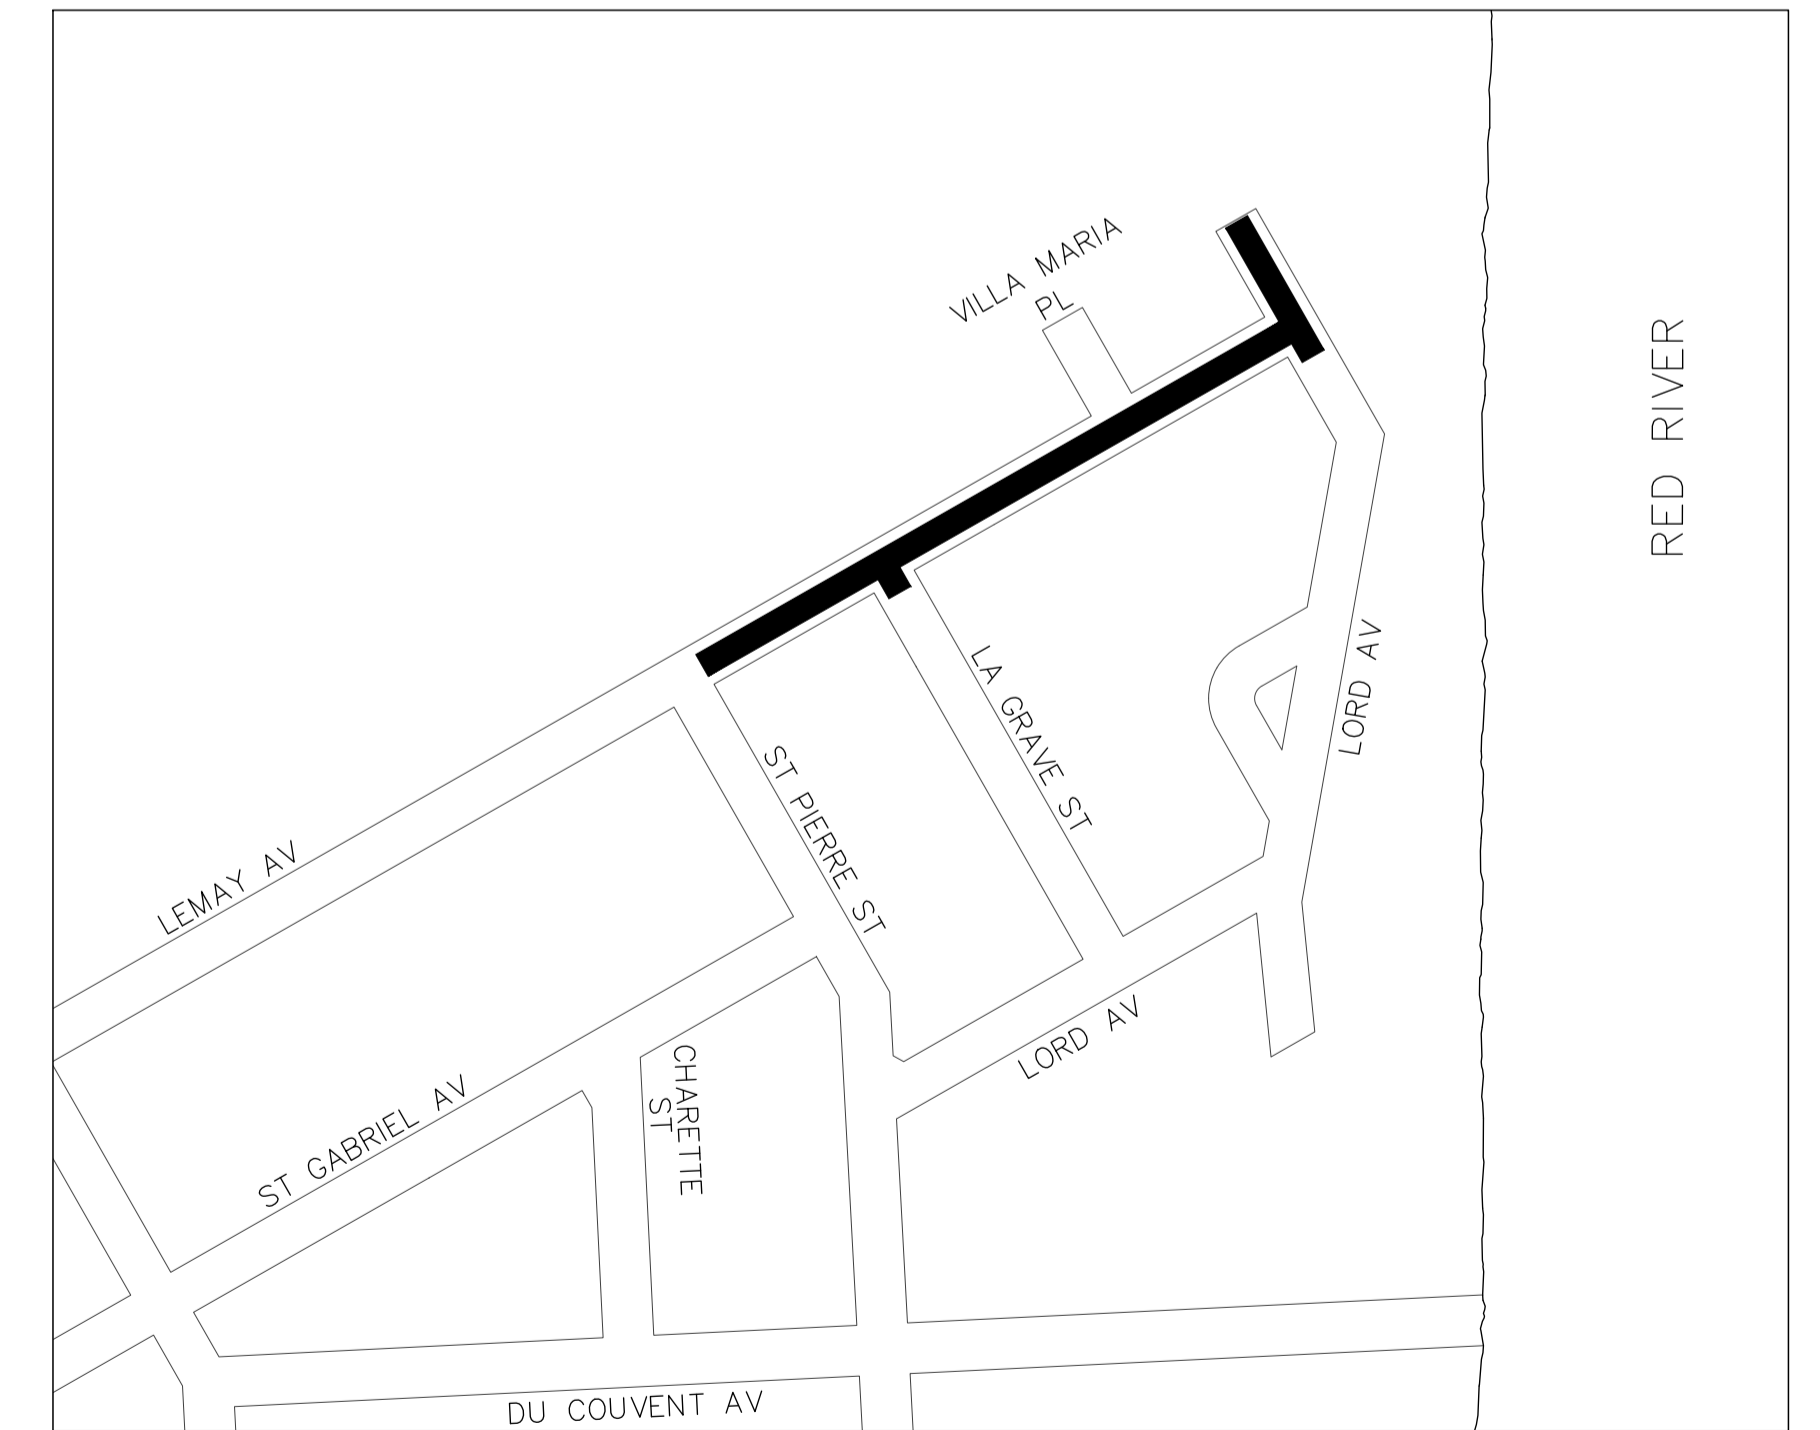 VILLA MARIA
PL
RED RIVER
LA GRAVE ST
LORD AV
ST PIERRE ST
LEMAY AV
LORD AV
CHARETTE
ST
ST GABRIEL AV
DU COUVENT AV